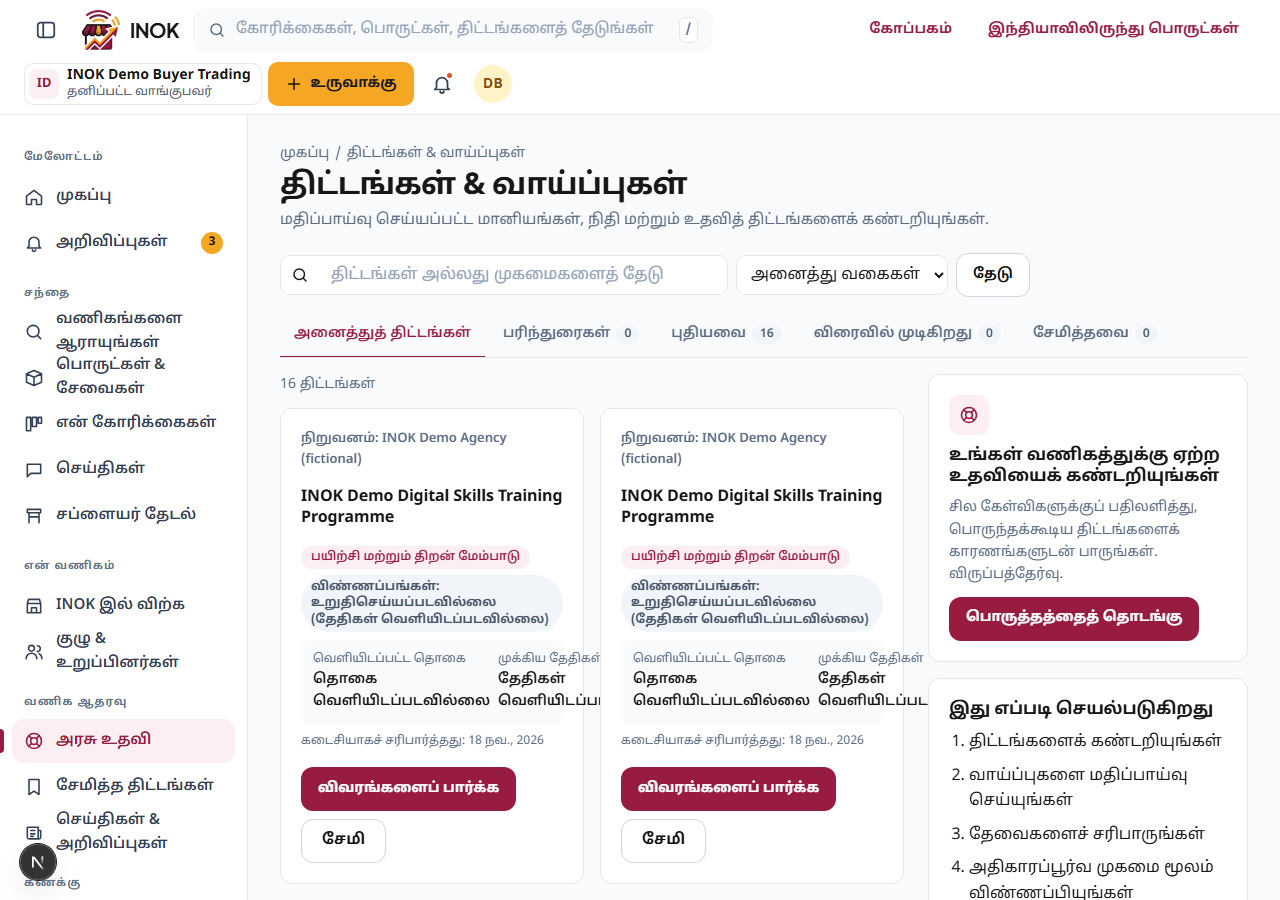 INOK
கோரிக்கைகள், பொருட்கள், திட்டங்களைத் தேடுங்கள்
/
கோப்பகம்
இந்தியாவிலிருந்து பொருட்கள்
ID
INOK Demo Buyer Trading
தனிப்பட்ட வாங்குபவர்
+ உருவாக்கு
DB
மேலோட்டம்
முகப்பு
அறிவிப்புகள்
3
சந்தை
வணிகங்களை
ஆராயுங்கள்
பொருட்கள் &
சேவைகள்
என் கோரிக்கைகள்
செய்திகள்
சப்ளையர் தேடல்
என் வணிகம்
INOK இல் விற்க
குழு &
உறுப்பினர்கள்
வணிக ஆதரவு
அரசு உதவி
சேமித்த திட்டங்கள்
செய்திகள் &
அறிவிப்புகள்
N
கணக்கு
முகப்பு / திட்டங்கள் & வாய்ப்புகள்
திட்டங்கள் & வாய்ப்புகள்
மதிப்பாய்வு செய்யப்பட்ட மானியங்கள், நிதி மற்றும் உதவித் திட்டங்களைக் கண்டறியுங்கள்.
திட்டங்கள் அல்லது முகமைகளைத் தேடு
அனைத்து வகைகள்
தேடு
அனைத்துத் திட்டங்கள்
பரிந்துரைகள் 0
புதியவை 16
விரைவில் முடிகிறது 0
சேமித்தவை 0
16 திட்டங்கள்
நிறுவனம்: INOK Demo Agency
(fictional)
INOK Demo Digital Skills Training
Programme
பயிற்சி மற்றும் திறன் மேம்பாடு
விண்ணப்பங்கள்:
உறுதிசெய்யப்படவில்லை
(தேதிகள் வெளியிடப்படவில்லை)
வெளியிடப்பட்ட தொகை
தொகை
வெளியிடப்படவில்லை
முக்கிய தேதிகள்
தேதிகள்
கடைசியாகச் சரிபார்த்தது: 18 நவ., 2026
விவரங்களைப் பார்க்க
சேமி
நிறுவனம்: INOK Demo Agency
(fictional)
INOK Demo Digital Skills Training
Programme
பயிற்சி மற்றும் திறன் மேம்பாடு
விண்ணப்பங்கள்:
உறுதிசெய்யப்படவில்லை
(தேதிகள் வெளியிடப்படவில்லை)
வெளியிடப்பட்ட தொகை
தொகை
வெளியிடப்படவில்லை
முக்கிய தேதிகள்
தேதிகள்
கடைசியாகச் சரிபார்த்தது: 18 நவ., 2026
விவரங்களைப் பார்க்க
சேமி
உங்கள் வணிகத்துக்கு ஏற்ற
உதவியைக் கண்டறியுங்கள்
சில கேள்விகளுக்குப் பதிலளித்து,
பொருந்தக்கூடிய திட்டங்களைக்
காரணங்களுடன் பாருங்கள்.
விருப்பத்தேர்வு.
பொருத்தத்தைத் தொடங்கு
இது எப்படி செயல்படுகிறது
1. திட்டங்களைக் கண்டறியுங்கள்
2. வாய்ப்புகளை மதிப்பாய்வு
செய்யுங்கள்
3. தேவைகளைச் சரிபாருங்கள்
4. அதிகாரப்பூர்வ முகமை மூலம்
விண்ணப்பியுங்கள்